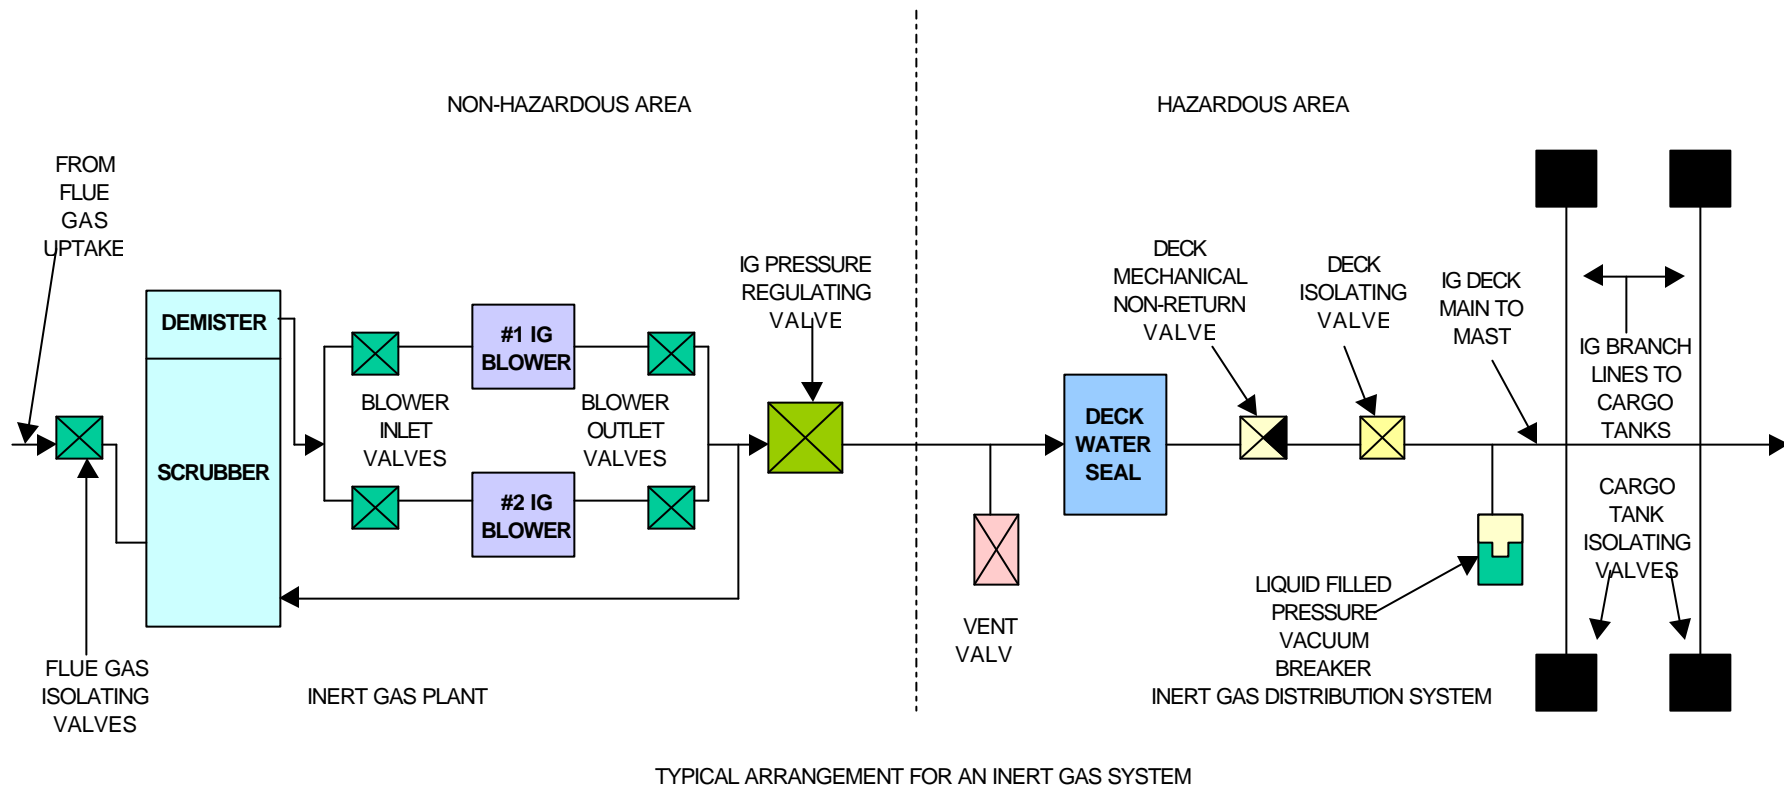 NON-HAZARDOUS AREA
HAZARDOUS AREA
FROM
FLUE
GAS
UPTAKE
DEMISTER
SCRUBBER
FLUE GAS
ISOLATING
VALVES
#1 IG
BLOWER
BLOWER
INLET
VALVES
BLOWER
OUTLET
VALVES
#2 IG
BLOWER
IG PRESSURE
REGULATING
VALVE
INERT GAS PLANT
VENT
VALV
DECK
WATER
SEAL
DECK
MECHANICAL
NON-RETURN
VALVE
DECK
ISOLATING
VALVE
IG DECK
MAIN TO
MAST
IG BRANCH
LINES TO
CARGO
TANKS
CARGO
TANK
ISOLATING
VALVES
LIQUID FILLED
PRESSURE
VACUUM
BREAKER
INERT GAS DISTRIBUTION SYSTEM
TYPICAL ARRANGEMENT FOR AN INERT GAS SYSTEM